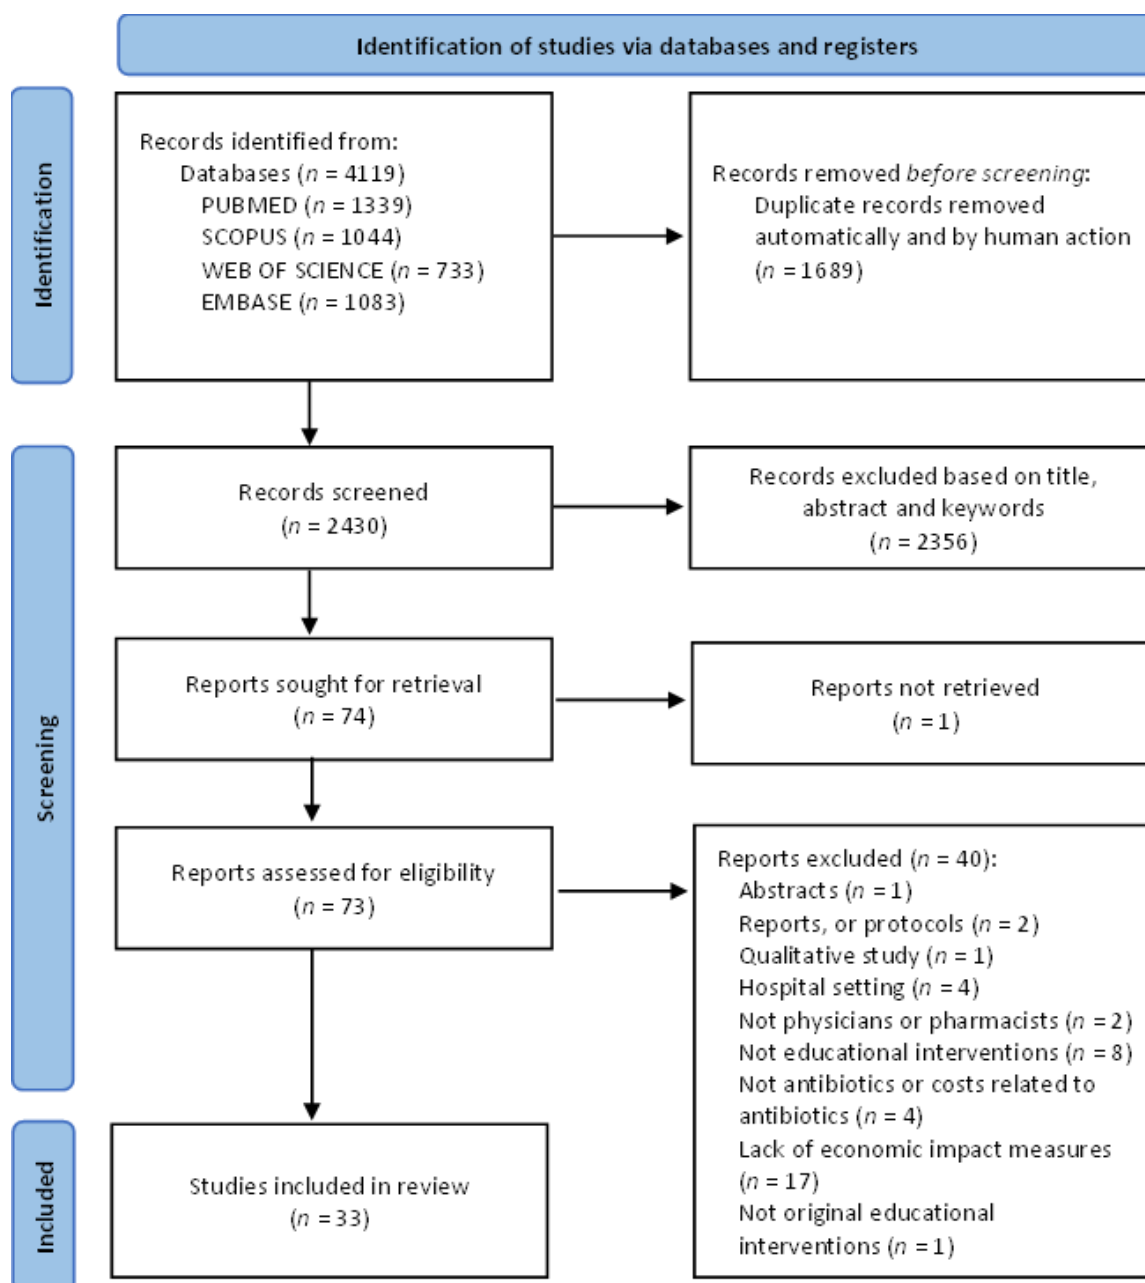 Identification of studies via databases and registers
Identification
Records identified from:
Databases (n = 4119)
PUBMED (n = 1339)
SCOPUS (n = 1044)
WEB OF SCIENCE (n = 733)
EMBASE (n = 1083)
Records removed before screening:
Duplicate records removed
automatically and by human action
(n = 1689)
Screening
Records screened
(n = 2430)
Records excluded based on title,
abstract and keywords
(n = 2356)
Reports sought for retrieval
(n = 74)
Reports not retrieved
(n = 1)
Reports assessed for eligibility
(n = 73)
Reports excluded (n = 40):
Abstracts (n = 1)
Reports, or protocols (n = 2)
Qualitative study (n = 1)
Hospital setting (n = 4)
Not physicians or pharmacists (n = 2)
Not educational interventions (n = 8)
Not antibiotics or costs related to
antibiotics (n = 4)
Lack of economic impact measures
(n = 17)
Not original educational
interventions (n = 1)
Included
Studies included in review
(n = 33)